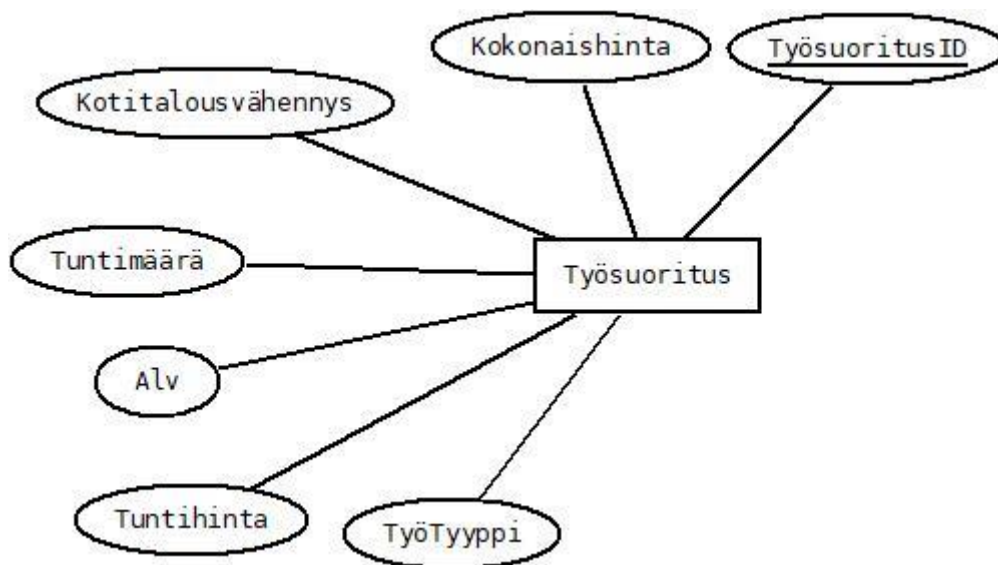 Kokonaishinta
TyösuoritusID
Kotitalousvähennys
Tuntimäärä
Työsuoritus
Alv
Tuntihinta
TyöTyyppi